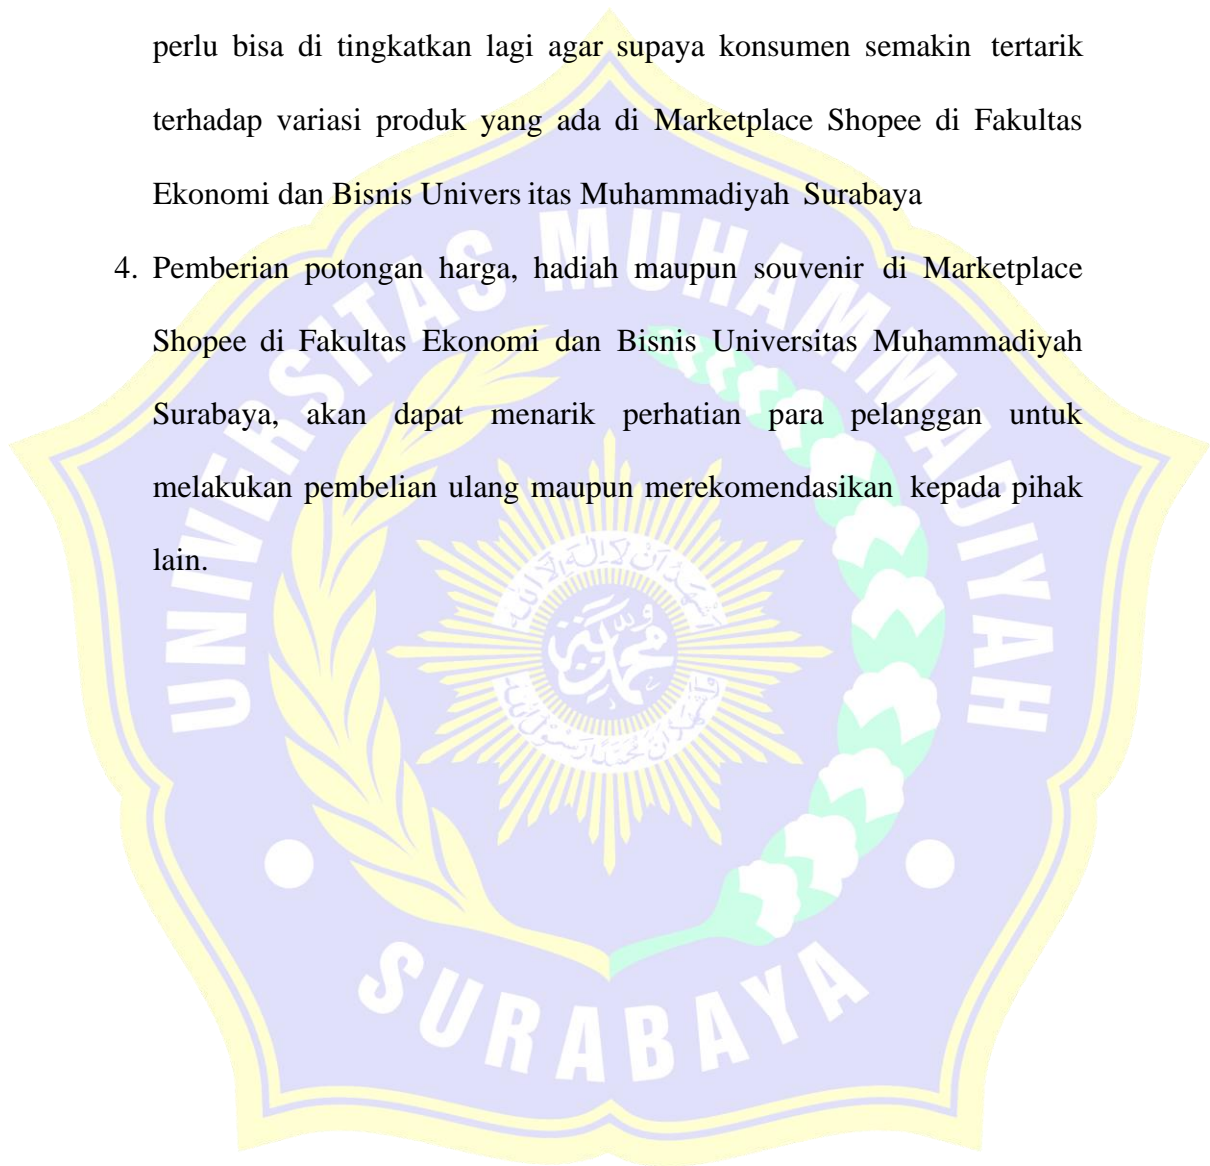 perlu bisa di tingkatkan lagi agar supaya konsumen semakin tertarik
terhadap variasi produk yang ada di Marketplace Shopee di Fakultas
Ekonomi dan Bisnis Univers itas Muhammadiyah Surabaya
4. Pemberian potongan harga, hadiah maupun souvenir di Marketplace
Shopee di Fakultas Ekonomi dan Bisnis Universitas Muhammadiyah
Surabaya, akan dapat menarik perhatian para pelanggan untuk
melakukan pembelian ulang maupun merekomendasikan kepada pihak
lain.
UNIVERSITAS MUHAMMADIYAH
محمد
SURABAYA